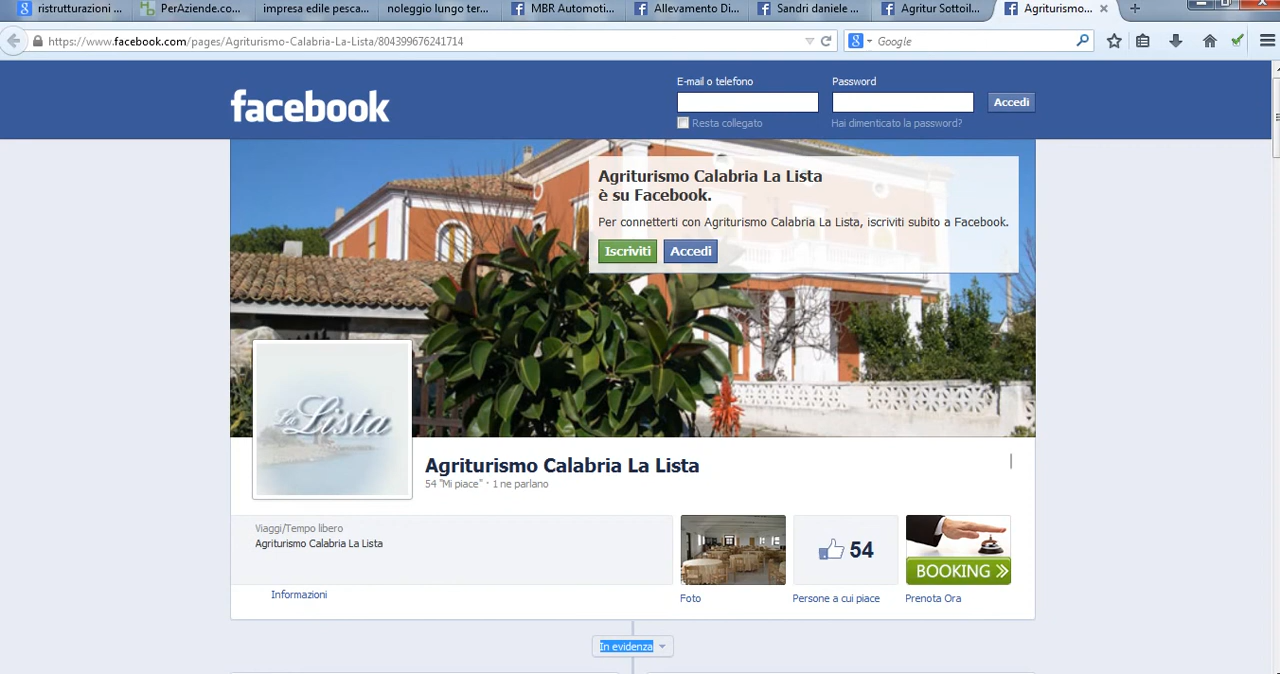 ristrutturazioni ...
PerAziende.co...
impresa edile pesca...
noleggio lungo ter...
MBR Automoti...
Allevamento Di...
Sandri daniele ...
Agritur Sottoil...
Agriturismo...
https://www.facebook.com/pages/Agriturismo-Calabria-La-Lista/804399676241714
Google
facebook
E-mail o telefono
Password
Accedi
Resta collegato
Hai dimenticato la password?
Agriturismo Calabria La Lista
è su Facebook.
Per connetterti con Agriturismo Calabria La Lista, iscriviti subito a Facebook.
Iscriviti
Accedi
La Lista
Agriturismo Calabria La Lista
54 "Mi piace" · 1 ne parlano
Viaggi/Tempo libero
Agriturismo Calabria La Lista
Informazioni
Foto
54
Persone a cui piace
BOOKING
Prenota Ora
In evidenza